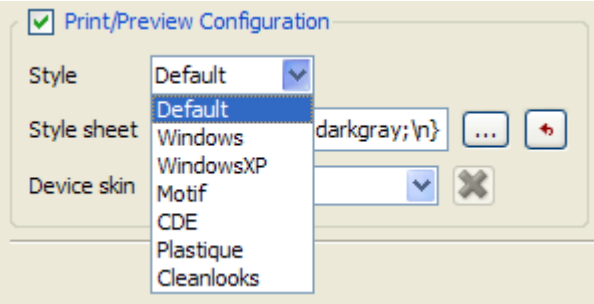 Print/Preview Configuration
Style Default
Default
Windows
WindowsXP
Motif
CDE
Plastique
Cleanlooks
Style sheet darkgray;\n} ...
Device skin